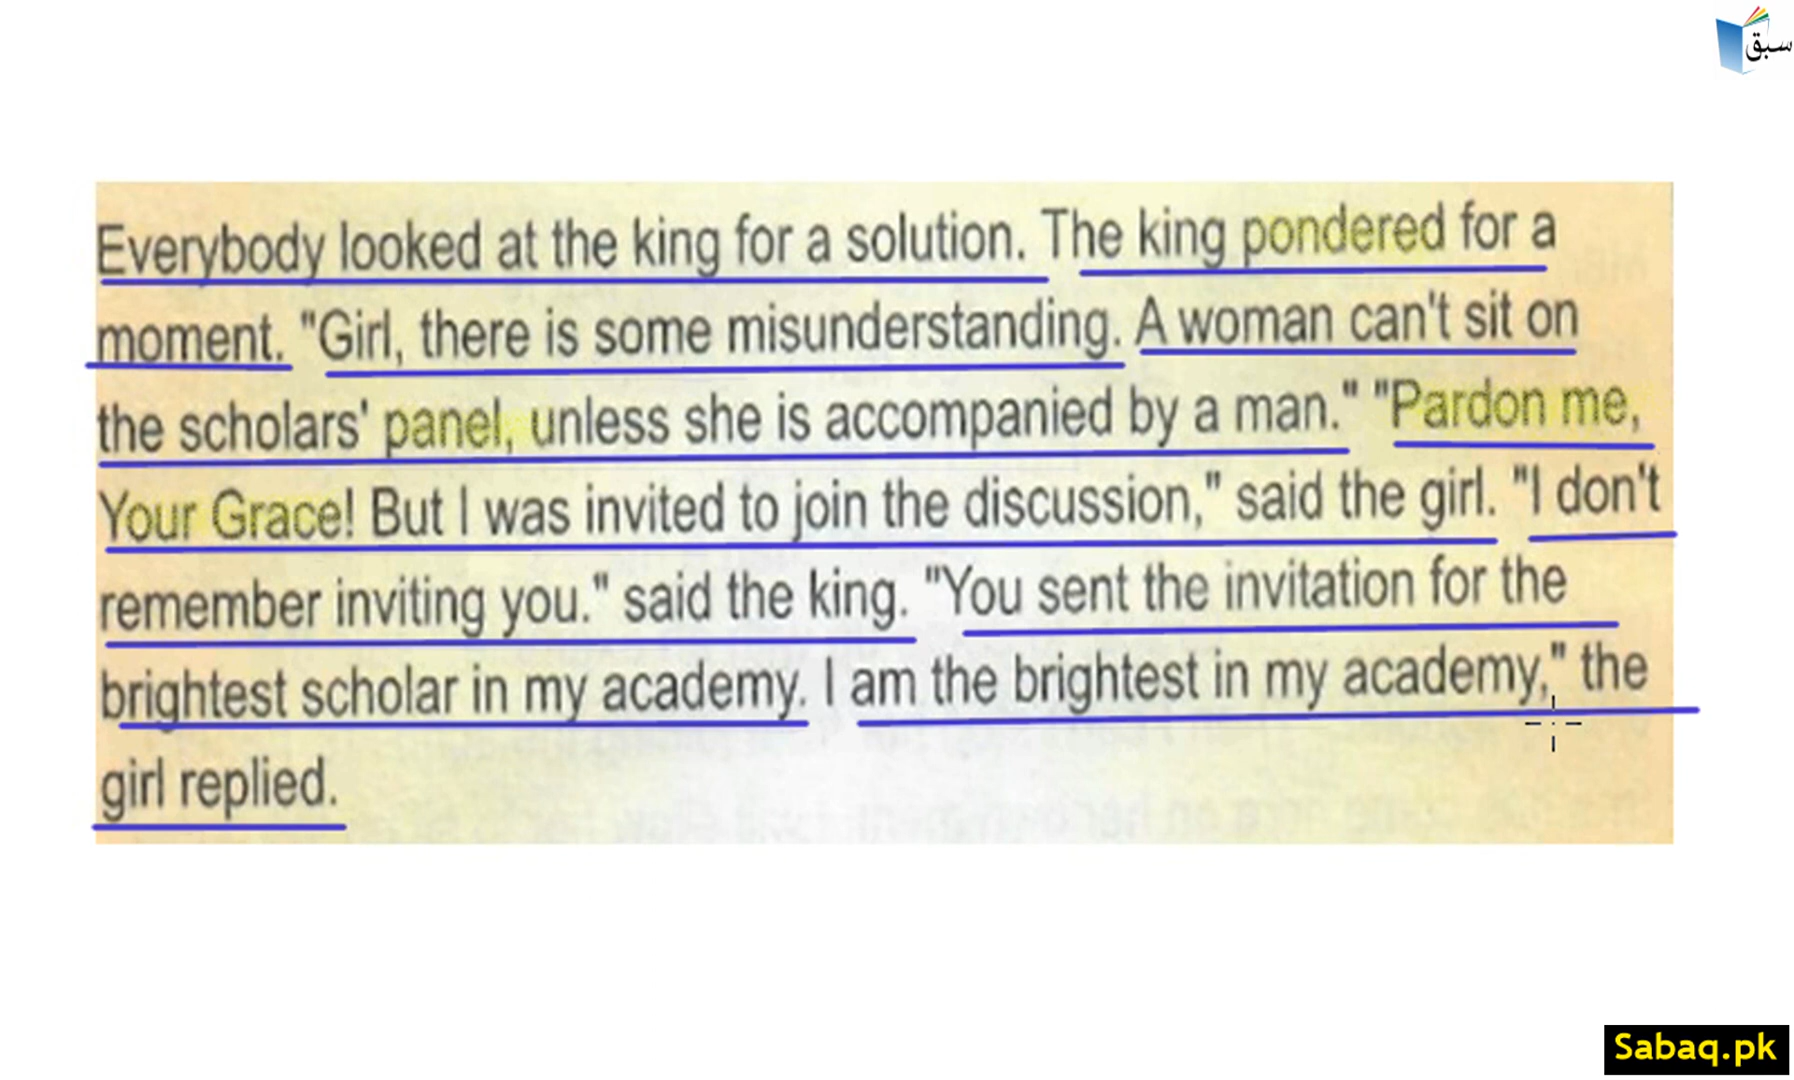 سبق
Everybody looked at the king for a solution. The king pondered for a
moment. "Girl, there is some misunderstanding. A woman can't sit on
the scholars' panel, unless she is accompanied by a man." "Pardon me,
Your Grace! But I was invited to join the discussion," said the girl. "I don't
remember inviting you." said the king. "You sent the invitation for the
brightest scholar in my academy. I am the brightest in my academy," the
girl replied.
Sabaq.pk